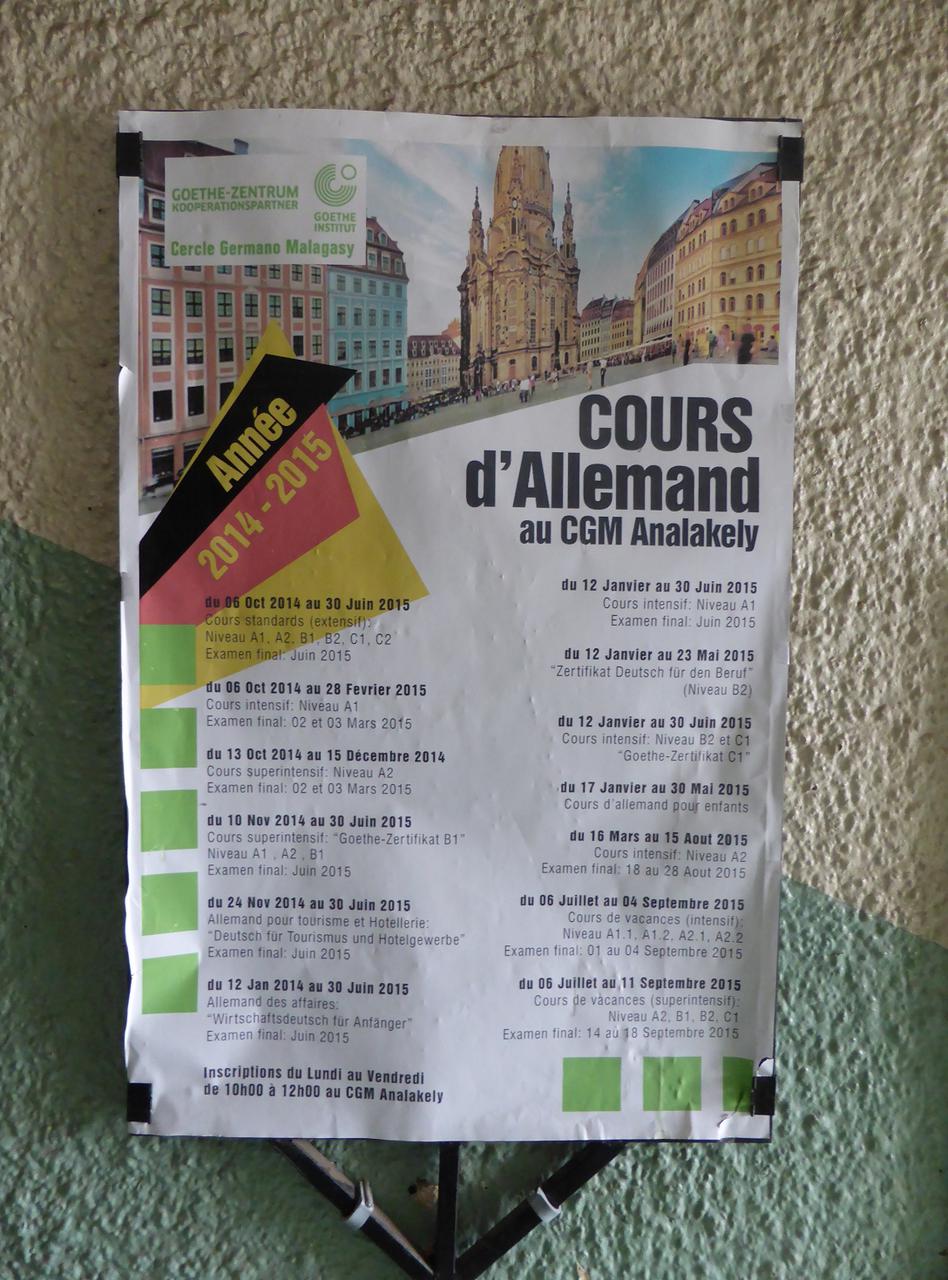 GOETHE-ZENTRUM
KOOPERATIONSPARTNER
GOETHE
INSTITUT
Cercle Germano Malagasy
Année
2014 - 2015
COURS
d'Allemand
au CGM Analakely
du 06 Oct 2014 au 30 Juin 2015
Cours standards (extensif):
Niveau A1, A2, B1, B2, C1, C2
Examen final: Juin 2015
du 06 Oct 2014 au 28 Fevrier 2015
Cours intensif: Niveau A1
Examen final: 02 et 03 Mars 2015
du 13 Oct 2014 au 15 Décembre 2014
Cours superintensif: Niveau A2
Examen final: 02 et 03 Mars 2015
du 10 Nov 2014 au 30 Juin 2015
Cours superintensif: "Goethe-Zertifikat B1"
Niveau A1 , A2 , B1
Examen final: Juin 2015
du 24 Nov 2014 au 30 Juin 2015
Allemand pour tourisme et Hotellerie:
"Deutsch für Tourismus und Hotelgewerbe"
Examen final: Juin 2015
du 12 Jan 2014 au 30 Juin 2015
Allemand des affaires:
"Wirtschaftsdeutsch für Anfänger"
Examen final: Juin 2015
Inscriptions du Lundi au Vendredi
de 10h00 à 12h00 au CGM Analakely
du 12 Janvier au 30 Juin 2015
Cours intensif: Niveau A1
Examen final: Juin 2015
du 12 Janvier au 23 Mai 2015
"Zertifikat Deutsch für den Beruf"
(Niveau B2)
du 12 Janvier au 30 Juin 2015
Cours intensif: Niveau B2 et C1
"Goethe-Zertifikat C1"
du 17 Janvier au 30 Mai 2015
Cours d'allemand pour enfants
du 16 Mars au 15 Aout 2015
Cours intensif: Niveau A2
Examen final: 18 au 28 Aout 2015
du 06 Juillet au 04 Septembre 2015
Cours de vacances (intensif):
Niveau A1.1, A1.2, A2.1, A2.2
Examen final: 01 au 04 Septembre 2015
du 06 Juillet au 11 Septembre 2015
Cours de vacances (superintensif):
Niveau A2, B1, B2, C1
Examen final: 14 au 18 Septembre 2015